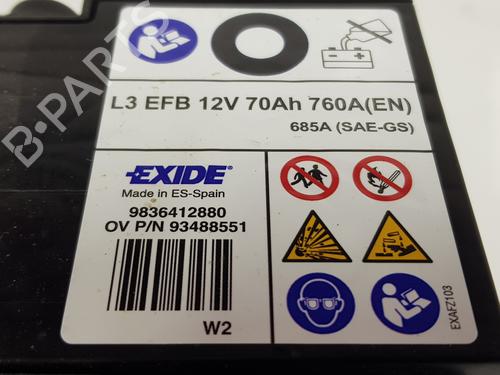 L3 EFB 12V 70Ah 760A(EN)
685A (SAE-GS)
EXIDE
Made in ES-Spain
9836412880
OV P/N 93488551
W2
EXAFZ103
B-PARTS